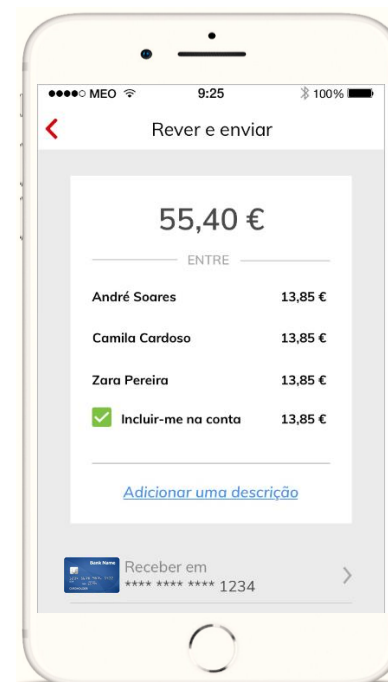 MEO 9:25 100%
Rever e enviar
55,40 €
ENTRE
André Soares 13,85 €
Camila Cardoso 13,85 €
Zara Pereira 13,85 €
Incluir-me na conta 13,85 €
Adicionar uma descrição
Bank Name
Receber em
**** **** **** 1234